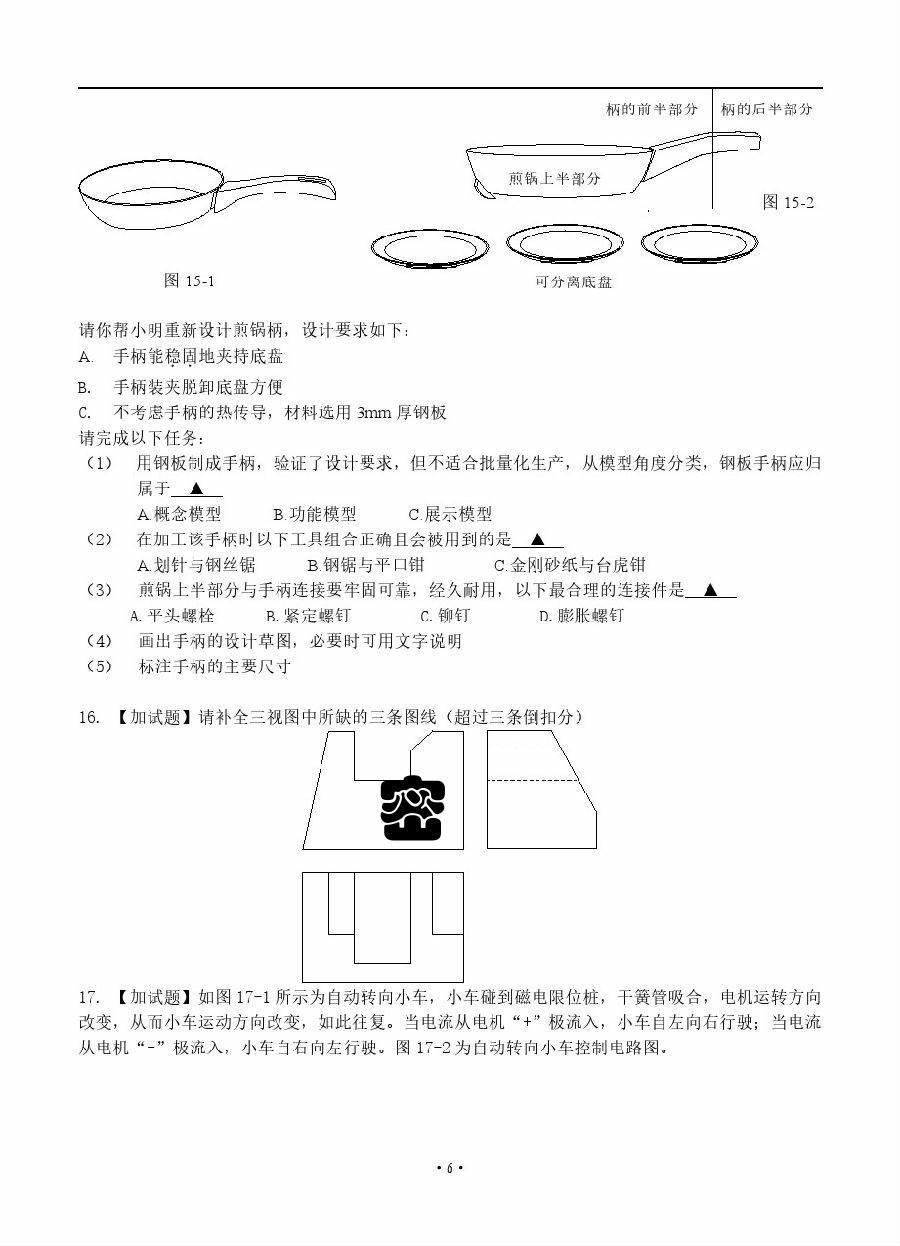 柄的前半部分 柄的后半部分
煎锅上半部分
图 15-2
图 15-1
可分离底盘
请你帮小明重新设计煎锅柄，设计要求如下：
A. 手柄能稳固地夹持底盘
B. 手柄装夹脱卸底盘方便
C. 不考虑手柄的热传导，材料选用 3mm 厚钢板
请完成以下任务：
（1） 用钢板制成手柄，验证了设计要求，但不适合批量化生产，从模型角度分类，钢板手柄应归
属于 ▲
A.概念模型 B.功能模型 C.展示模型
（2） 在加工该手柄时以下工具组合正确且会被用到的是 ▲
A.划针与钢丝锯 B.钢锯与平口钳 C.金刚砂纸与台虎钳
（3） 煎锅上半部分与手柄连接要牢固可靠，经久耐用，以下最合理的连接件是 ▲
A. 平头螺栓 B. 紧定螺钉 C. 铆钉 D. 膨胀螺钉
（4） 画出手柄的设计草图，必要时可用文字说明
（5） 标注手柄的主要尺寸
16. 【加试题】请补全三视图中所缺的三条图线（超过三条倒扣分）
17. 【加试题】如图 17-1 所示为自动转向小车，小车碰到磁电限位桩，干簧管吸合，电机运转方向
改变，从而小车运动方向改变，如此往复。当电流从电机“+”极流入，小车自左向右行驶；当电流
从电机“-”极流入，小车自右向左行驶。图 17-2 为自动转向小车控制电路图。
· 6 ·